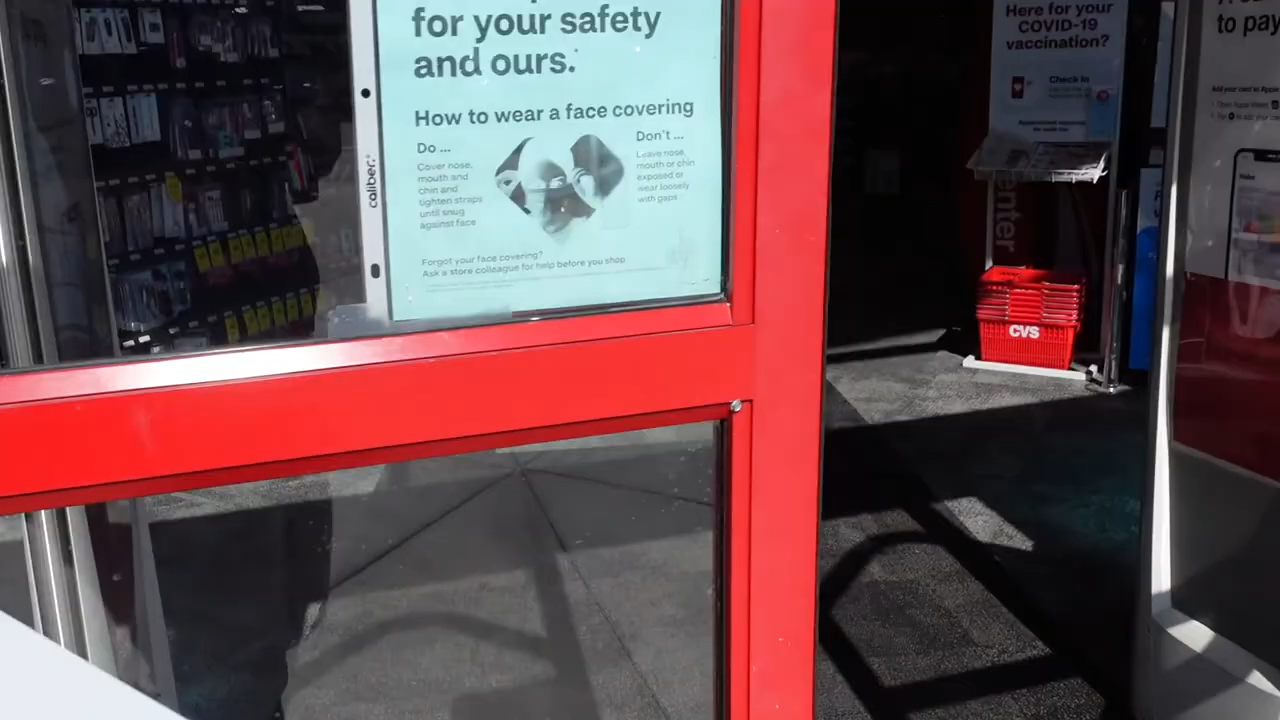 for your safety
and ours.
How to wear a face covering
Do ...
Cover nose,
mouth and
chin and
tighten straps
until snug
against face
Don't ...
Leave nose,
mouth or chin
exposed or
wear loosely
with gaps
Forgot your face covering?
Ask a store colleague for help before you shop
caliber
Here for your
COVID-19
vaccination?
Check in
enter
CVS
to pay